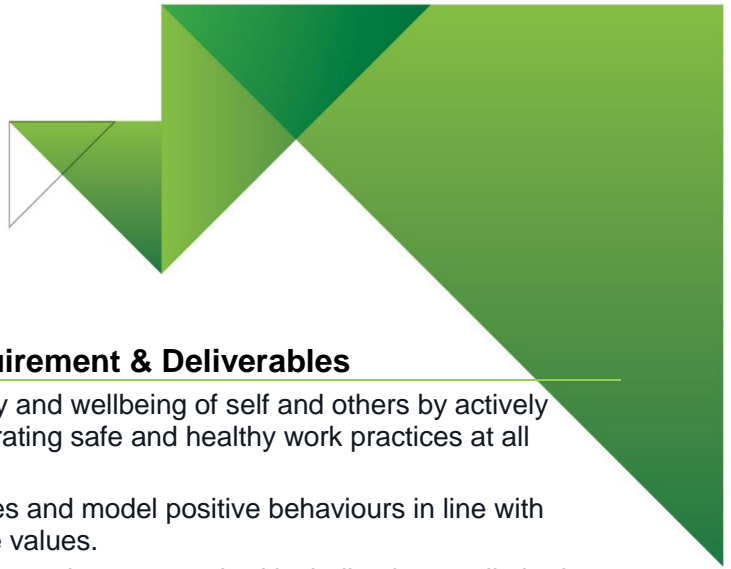 uirement & Deliverables
y and wellbeing of self and others by actively
rating safe and healthy work practices at all
es and model positive behaviours in line with
e values.